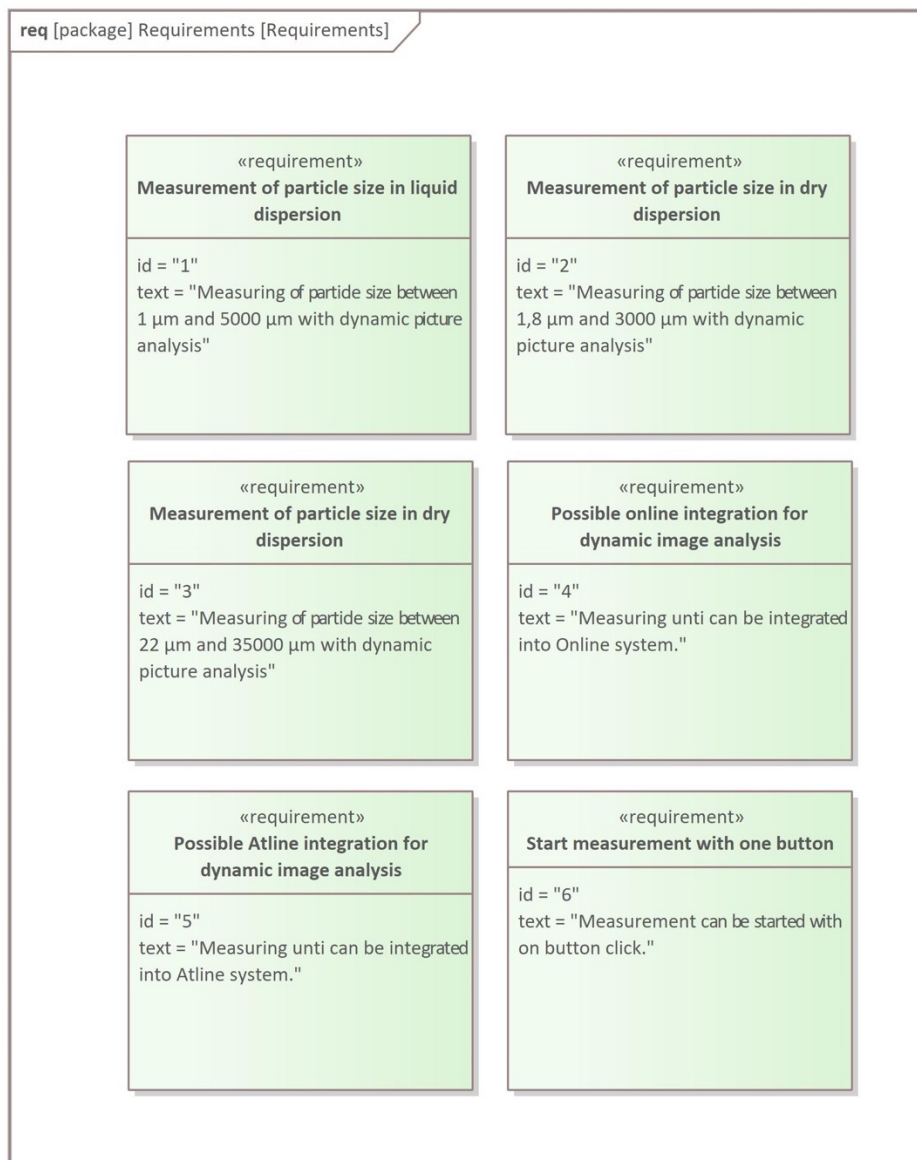 req [package] Requirements [Requirements]
«requirement»
Measurement of particle size in liquid
dispersion
id = "1"
text = "Measuring of particle size between
1 µm and 5000 µm with dynamic picture
analysis"
«requirement»
Measurement of particle size in dry
dispersion
id = "2"
text = "Measuring of particle size between
1,8 µm and 3000 µm with dynamic
picture analysis"
«requirement»
Measurement of particle size in dry
dispersion
id = "3"
text = "Measuring of particle size between
22 µm and 35000 µm with dynamic
picture analysis"
«requirement»
Possible online integration for
dynamic image analysis
id = "4"
text = "Measuring unti can be integrated
into Online system."
«requirement»
Possible Atline integration for
dynamic image analysis
id = "5"
text = "Measuring unti can be integrated
into Atline system."
«requirement»
Start measurement with one button
id = "6"
text = "Measurement can be started with
on button click."